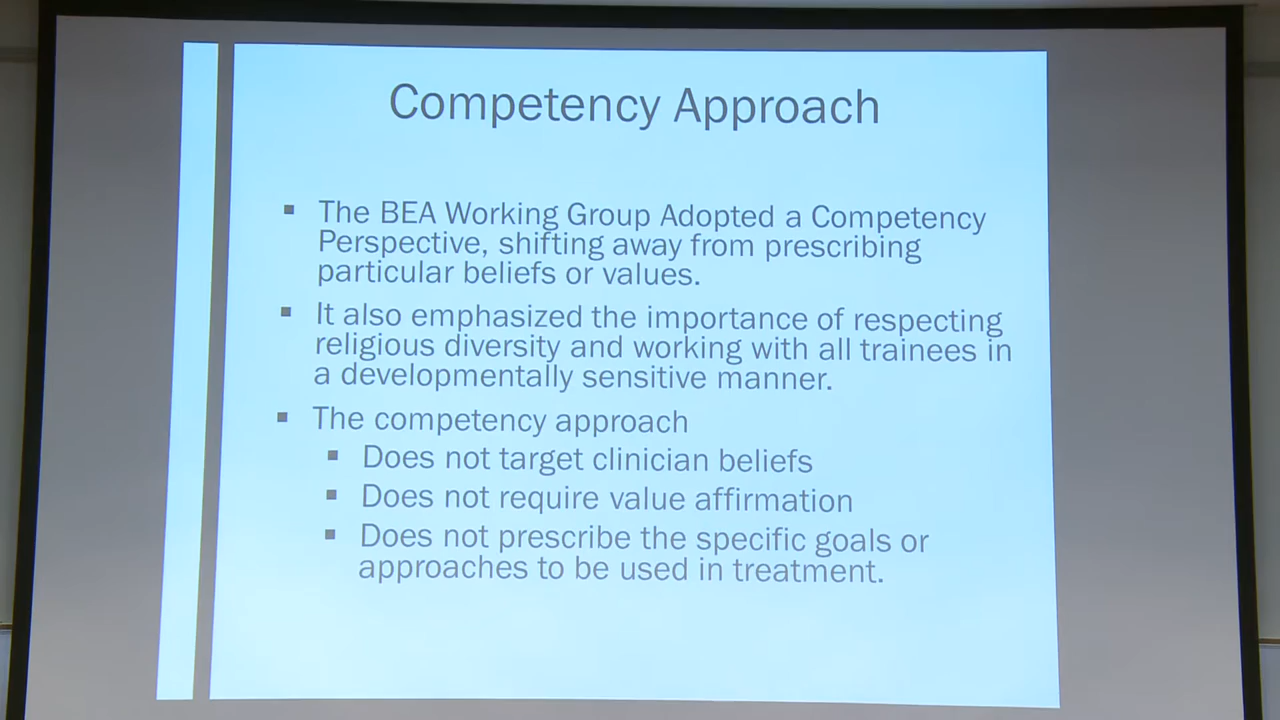 Competency Approach
▪ The BEA Working Group Adopted a Competency
Perspective, shifting away from prescribing
particular beliefs or values.
▪ It also emphasized the importance of respecting
religious diversity and working with all trainees in
a developmentally sensitive manner.
▪ The competency approach
▪ Does not target clinician beliefs
▪ Does not require value affirmation
▪ Does not prescribe the specific goals or
approaches to be used in treatment.